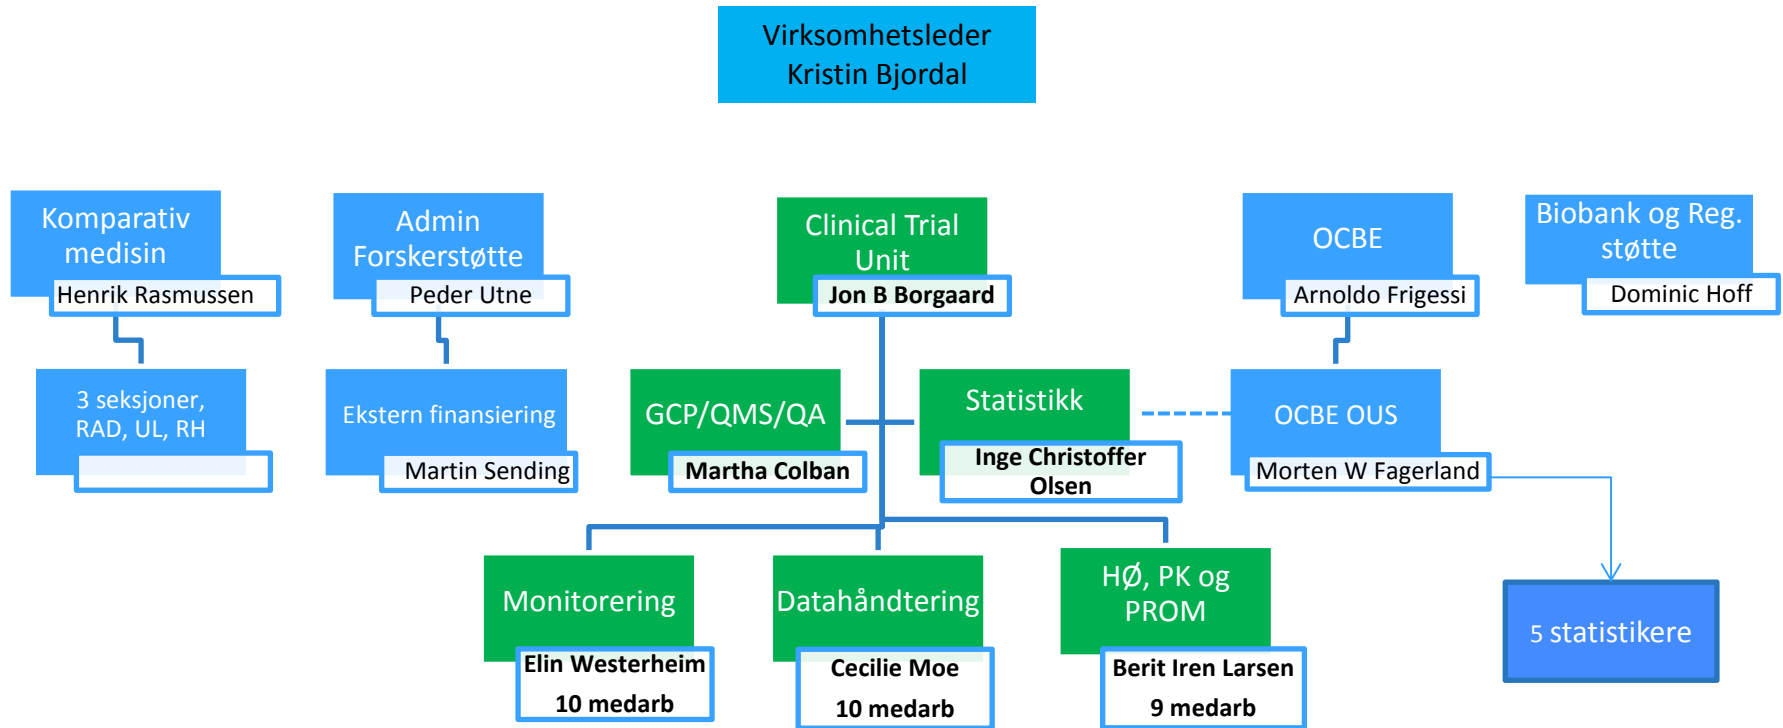 Virksomhetsleder
Kristin Bjordal
Komparativ
medisin
Henrik Rasmussen
Admin
Forskerstøtte
Peder Utne
Clinical Trial
Unit
Jon B Borgaard
OCBE
Arnoldo Frigessi
Biobank og Reg.
støtte
Dominic Hoff
3 seksjoner,
RAD, UL, RH
Ekstern finansiering
Martin Sending
GCP/QMS/QA
Martha Colban
Statistikk
Inge Christoffer
Olsen
OCBE OUS
Morten W Fagerland
Monitorering
Elin Westerheim
10 medarb
Datahåndtering
Cecilie Moe
10 medarb
HØ, PK og
PROM
Berit Iren Larsen
9 medarb
5 statistikere